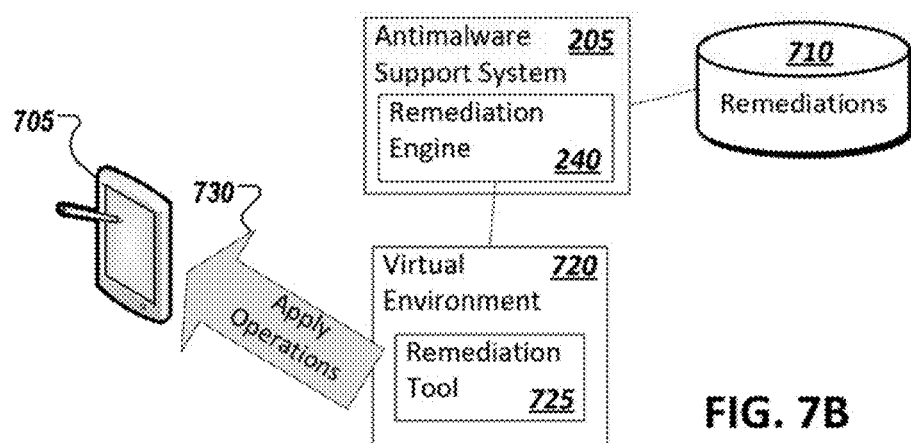 Antimalware 205
Support System
Remediation
Engine
240
710
Remediations
705
730
Apply
Operations
Virtual 720
Environment
Remediation
Tool
725
FIG. 7B